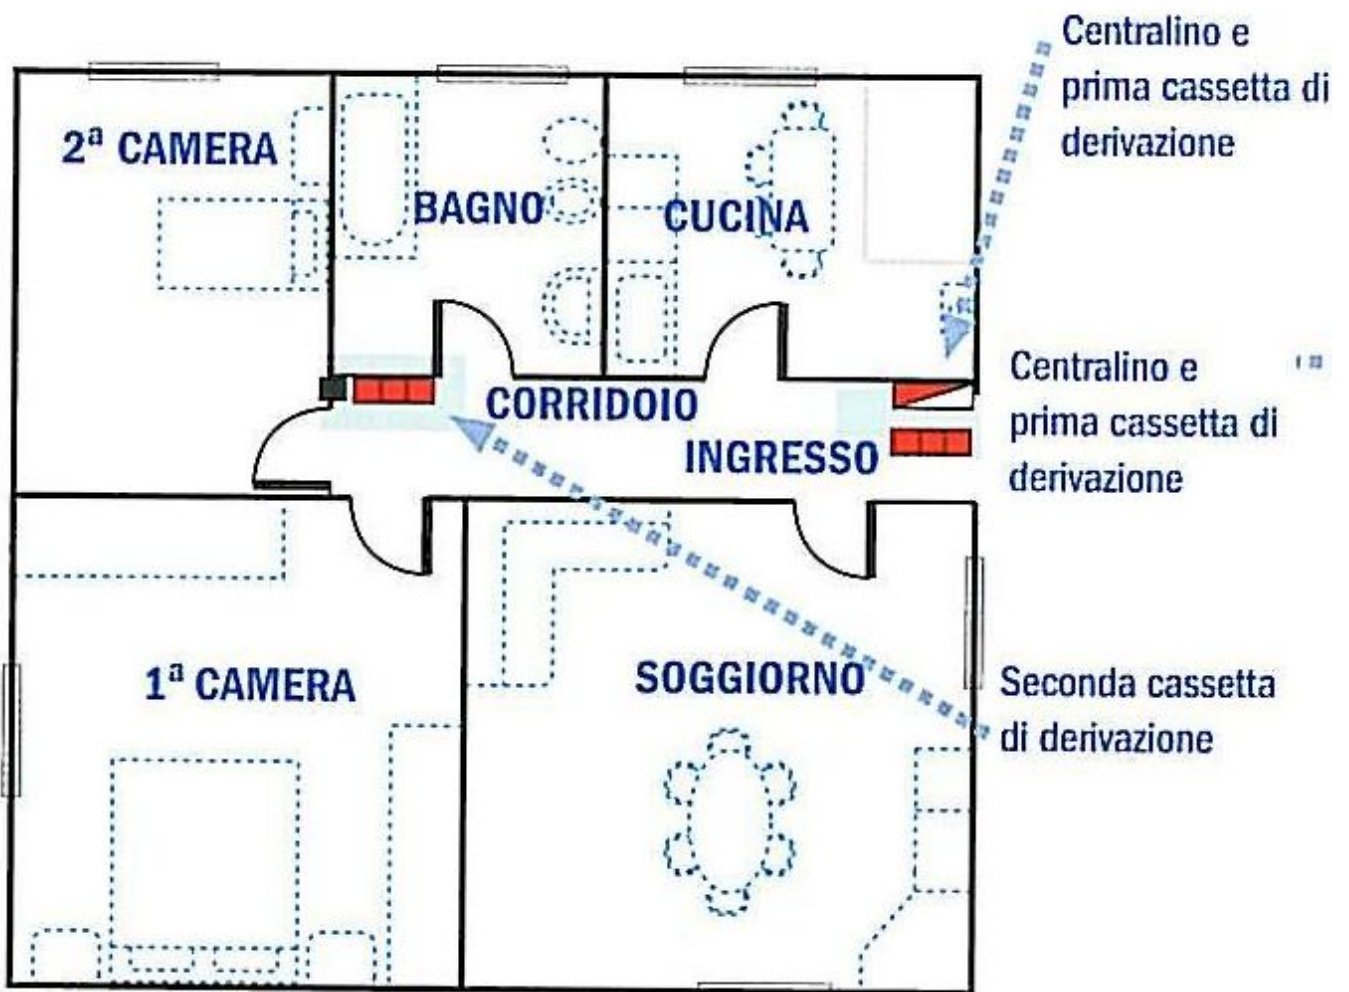 Centralino e
prima cassetta di
derivazione
2ª CAMERA
BAGNO
CUCINA
Centralino e
prima cassetta di
derivazione
CORRIDOIO
INGRESSO
1ª CAMERA
SOGGIORNO
Seconda cassetta
di derivazione